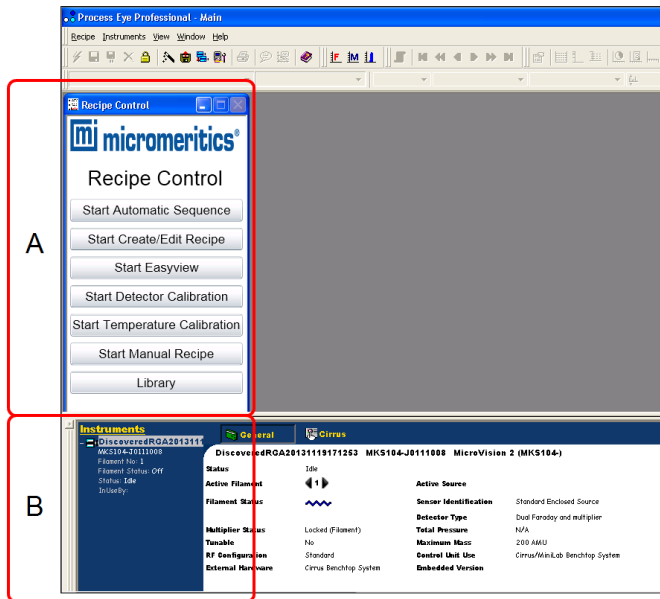 Process Eye Professional - Main
Recipe Instruments View Window Help
F M
A
Recipe Control
mi micromeritics®
Recipe Control
Start Automatic Sequence
Start Create/Edit Recipe
Start Easyview
Start Detector Calibration
Start Temperature Calibration
Start Manual Recipe
Library
B
Instruments
DiscoveredRGA2013111
MKS104-J0111008
Filament No: 1
Filament Status: Off
Status: Idle
InUseBy:
General Cirrus
DiscoveredRGA20131119171253 MKS104-J0111008 MicroVision 2 (MKS104-)
Status Idle
Active Filament 1 Active Source
Filament Status Sensor Identification Standard Enclosed Source
Detector Type Dual Faraday and multiplier
Multiplier Status Locked (Filament) Total Pressure N/A
Tunable No Maximum Mass 200 AMU
RF Configuration Standard Control Unit Use Cirrus/MiniLab Benchtop System
External Hardware Cirrus Benchtop System Embedded Version